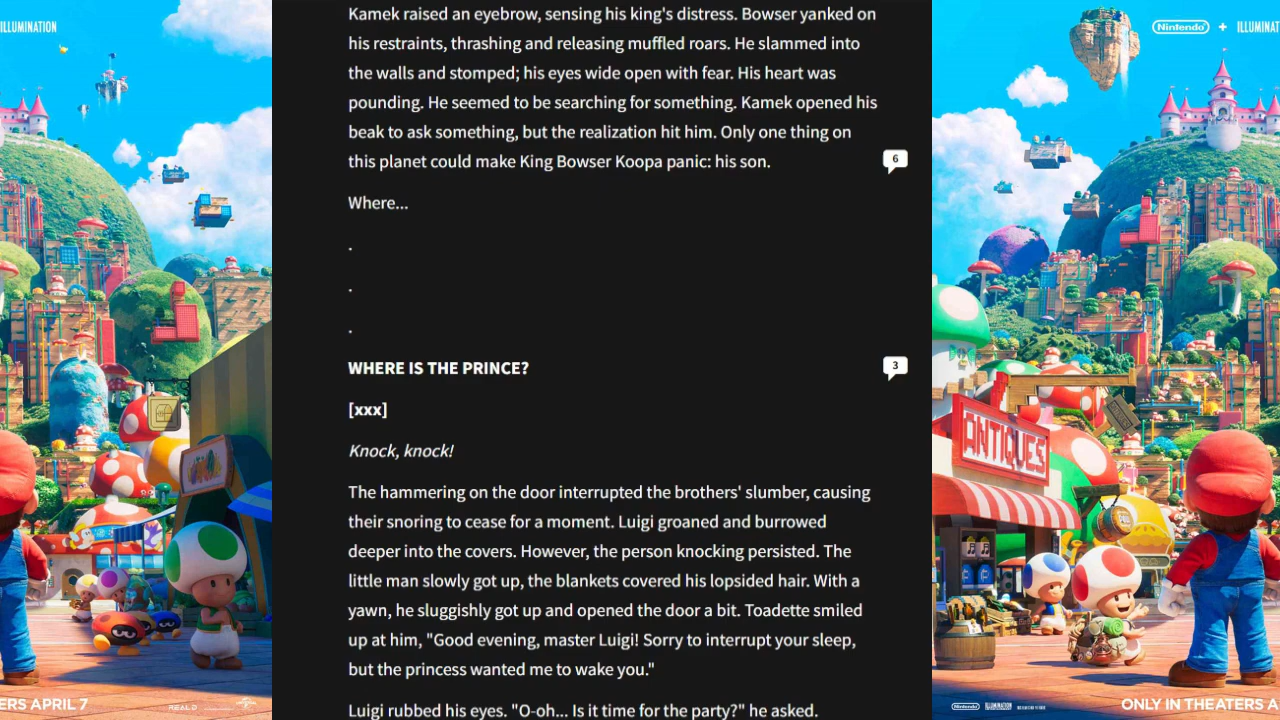 ILLUMINATION
ERS APRIL 7
REAL D
Kamek raised an eyebrow, sensing his king's distress. Bowser yanked on
his restraints, thrashing and releasing muffled roars. He slammed into
the walls and stomped; his eyes wide open with fear. His heart was
pounding. He seemed to be searching for something. Kamek opened his
beak to ask something, but the realization hit him. Only one thing on
this planet could make King Bowser Koopa panic: his son.
6
Where...
.
.
.
WHERE IS THE PRINCE?
3
[xxx]
Knock, knock!
The hammering on the door interrupted the brothers' slumber, causing
their snoring to cease for a moment. Luigi groaned and burrowed
deeper into the covers. However, the person knocking persisted. The
little man slowly got up, the blankets covered his lopsided hair. With a
yawn, he sluggishly got up and opened the door a bit. Toadette smiled
up at him, "Good evening, master Luigi! Sorry to interrupt your sleep,
but the princess wanted me to wake you."
Luigi rubbed his eyes. "O-oh... Is it time for the party?" he asked.
Nintendo + ILLUMINAT
ANTIQUES
Nintendo ILLUMINATION
ONLY IN THEATERS A